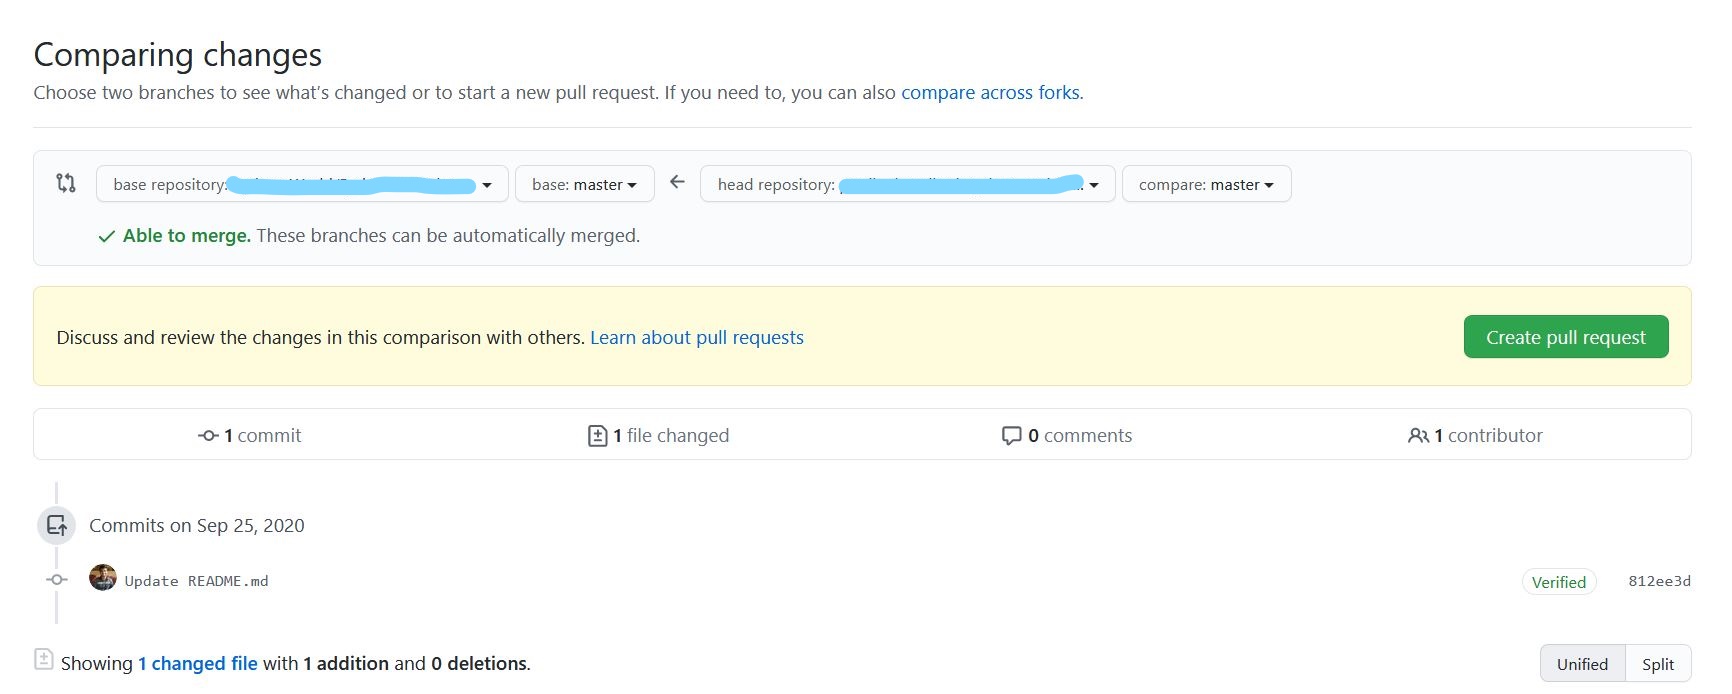 Comparing changes
Choose two branches to see what's changed or to start a new pull request. If you need to, you can also compare across forks.
base repository: base: master head repository: compare: master
Able to merge. These branches can be automatically merged.
Discuss and review the changes in this comparison with others. Learn about pull requests Create pull request
1 commit 1 file changed 0 comments 1 contributor
Commits on Sep 25, 2020
Update README.md Verified 812ee3d
Showing 1 changed file with 1 addition and 0 deletions. Unified Split